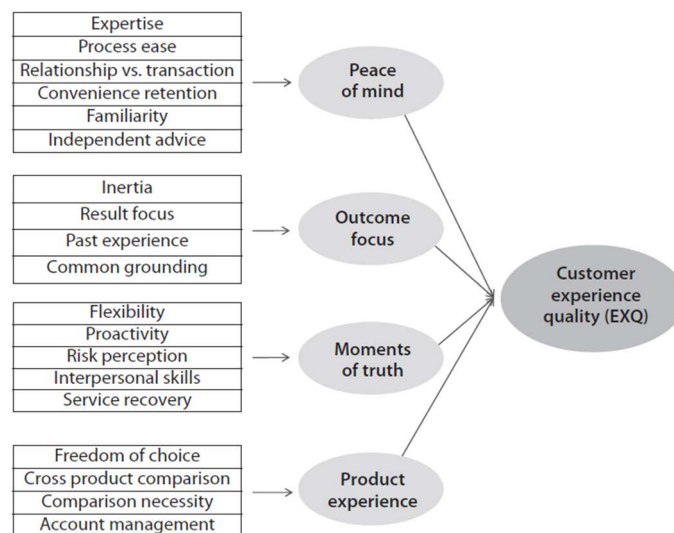 Expertise
Process ease
Relationship vs. transaction
Convenience retention
Familiarity
Independent advice
Peace
of mind
Inertia
Result focus
Past experience
Common grounding
Outcome
focus
Customer
experience
quality (EXQ)
Flexibility
Proactivity
Risk perception
Interpersonal skills
Service recovery
Moments
of truth
Freedom of choice
Cross product comparison
Comparison necessity
Account management
Product
experience